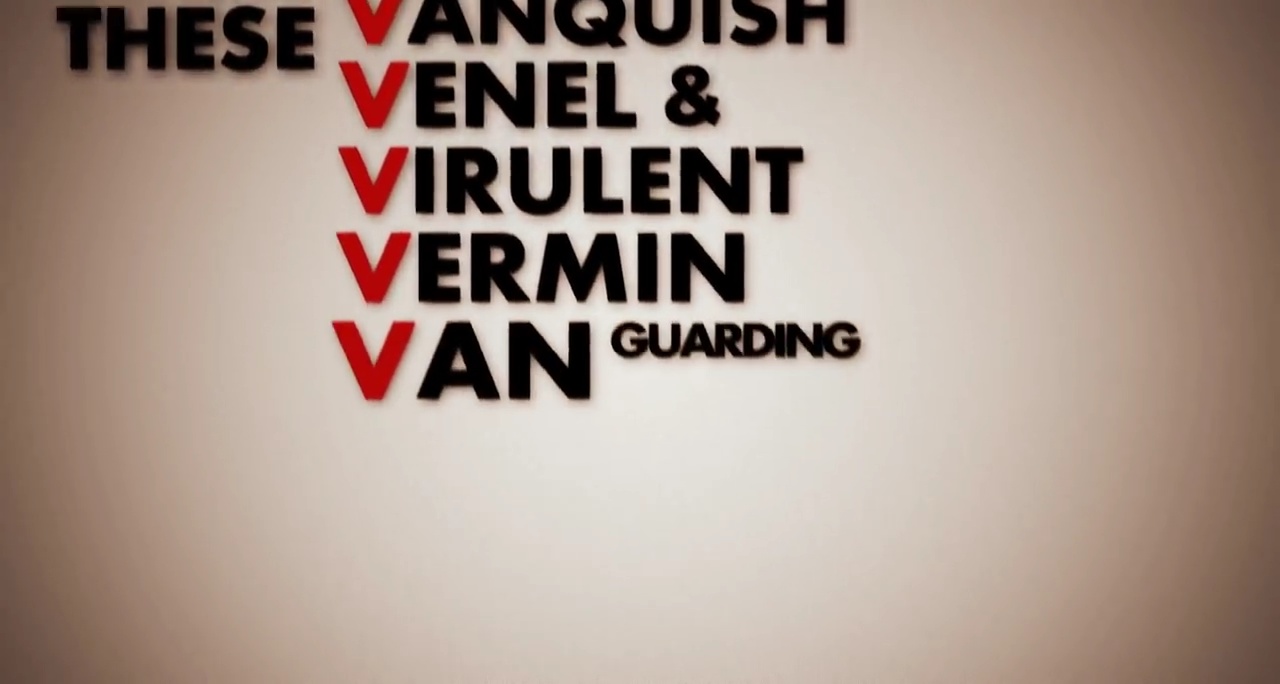 VANQUISH
THESE
VENEL &
VIRULENT
VERMIN
VAN GUARDING